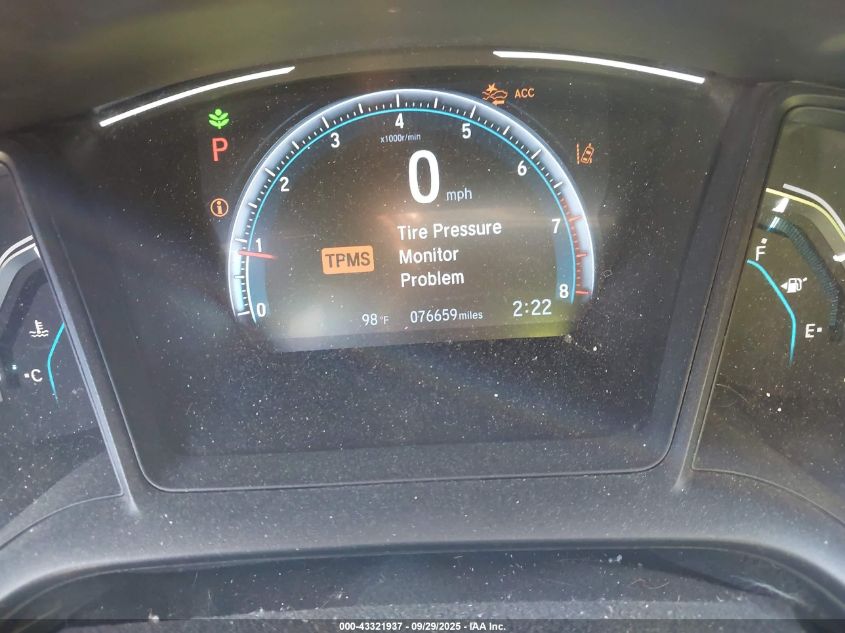 ACC
4
x1000r/min
3
5
P
2
6
0 mph
i
Tire Pressure
7
1
TPMS
Monitor
F
Problem
8
0
98°F
076659 miles
2:22
E
C
000-43321937 | 09/29/2025 - IAA Inc.